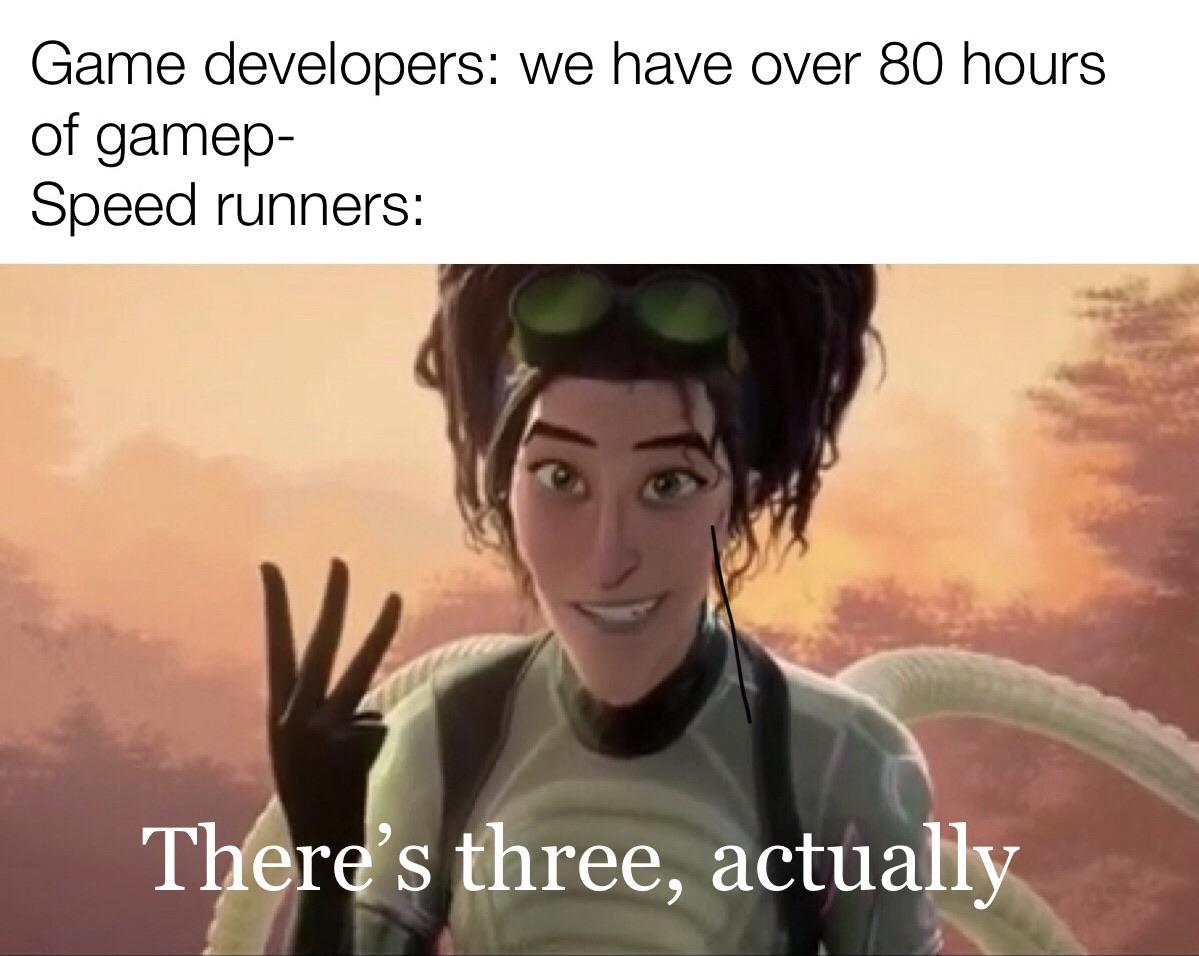 Game developers: we have over 80 hours
of gamep-
Speed runners:
There’s three, actually